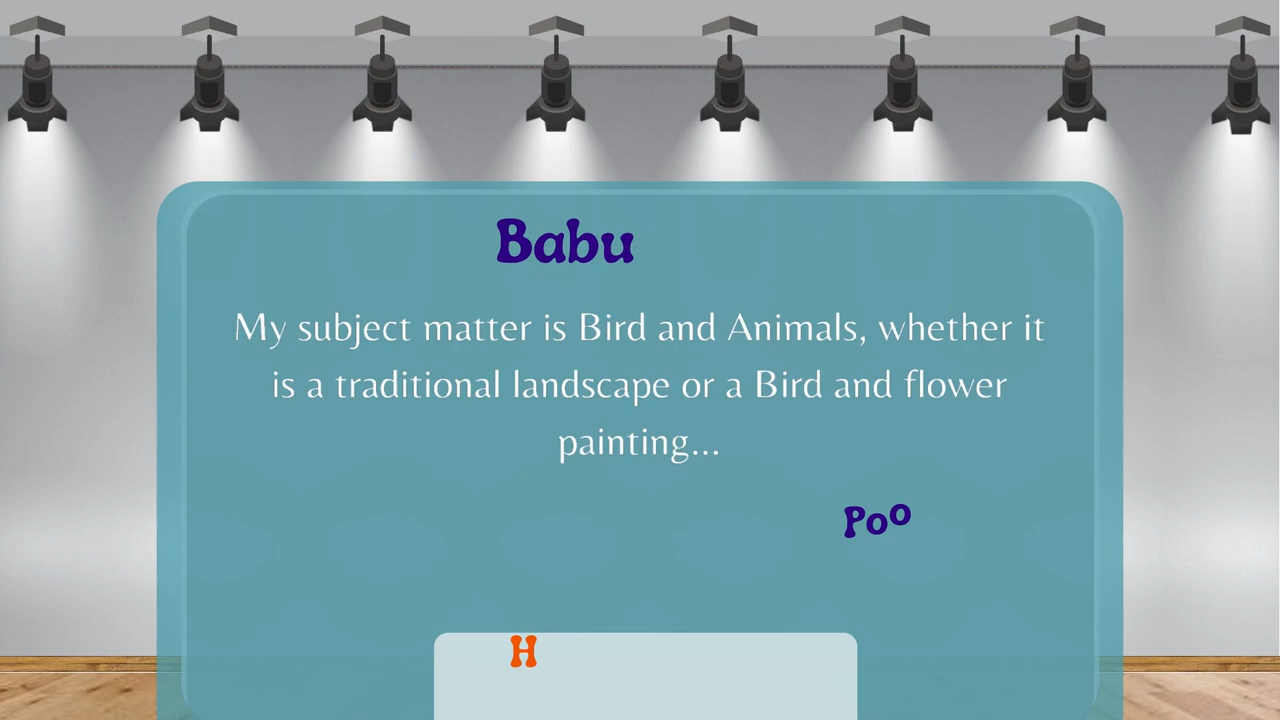 Babu
My subject matter is Bird and Animals, whether it
is a traditional landscape or a Bird and flower
painting...
Poo
H